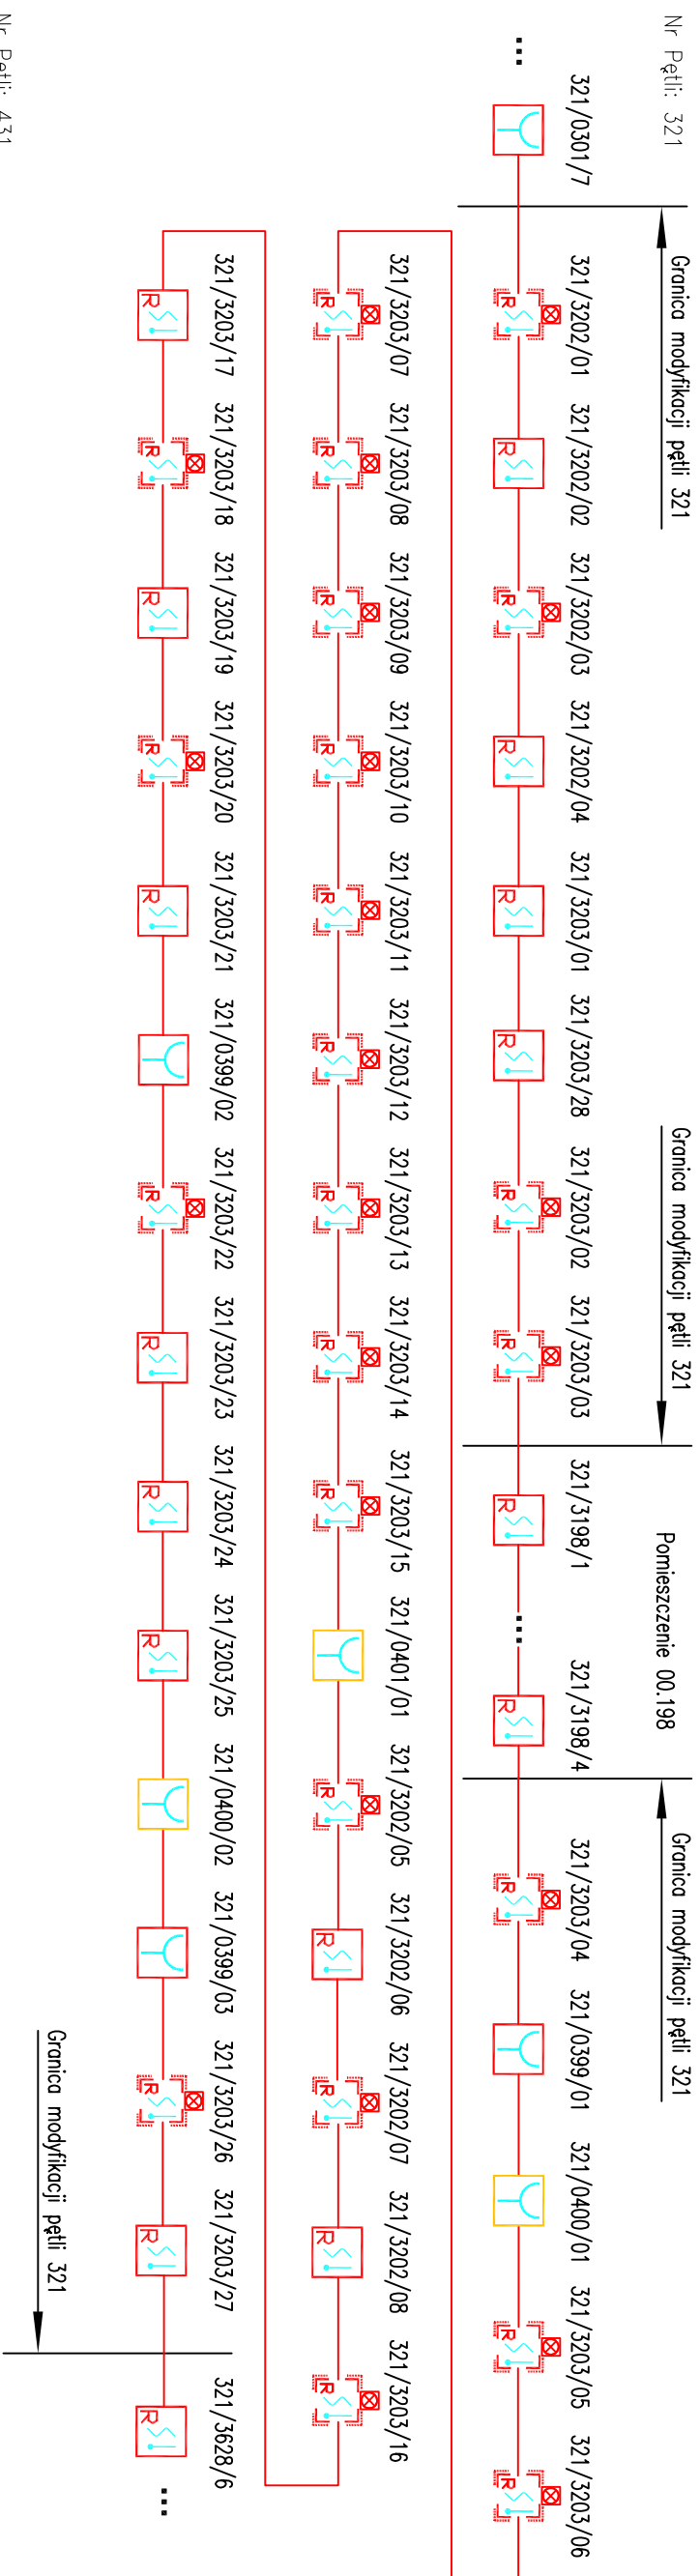 Nr Pętli: 321
Granica modyfikacji pętli 321
Granica modyfikacji pętli 321
Pomieszczenie 00.198
Granica modyfikacji pętli 321
...
321/0301/7
321/3202/01
321/3202/02
321/3202/03
321/3202/04
321/3203/01
321/3203/28
321/3203/02
321/3203/03
321/3198/1
...
321/3198/4
321/3203/04
321/0399/01
321/0400/01
321/3203/05
321/3203/06
R
R
R
R
R
R
R
R
R
R
R
R
R
321/3203/07
321/3203/08
321/3203/09
321/3203/10
321/3203/11
321/3203/12
321/3203/13
321/3203/14
321/3203/15
321/0401/01
321/3202/05
321/3202/06
321/3202/07
321/3202/08
321/3203/16
R
R
R
R
R
R
R
R
R
R
R
R
R
R
321/3203/17
321/3203/18
321/3203/19
321/3203/20
321/3203/21
321/0399/02
321/3203/22
321/3203/23
321/3203/24
321/3203/25
321/0400/02
321/0399/03
321/3203/26
321/3203/27
321/3628/6
...
R
R
R
R
R
R
R
R
R
R
R
R
Granica modyfikacji pętli 321
Nr Pętli: 431